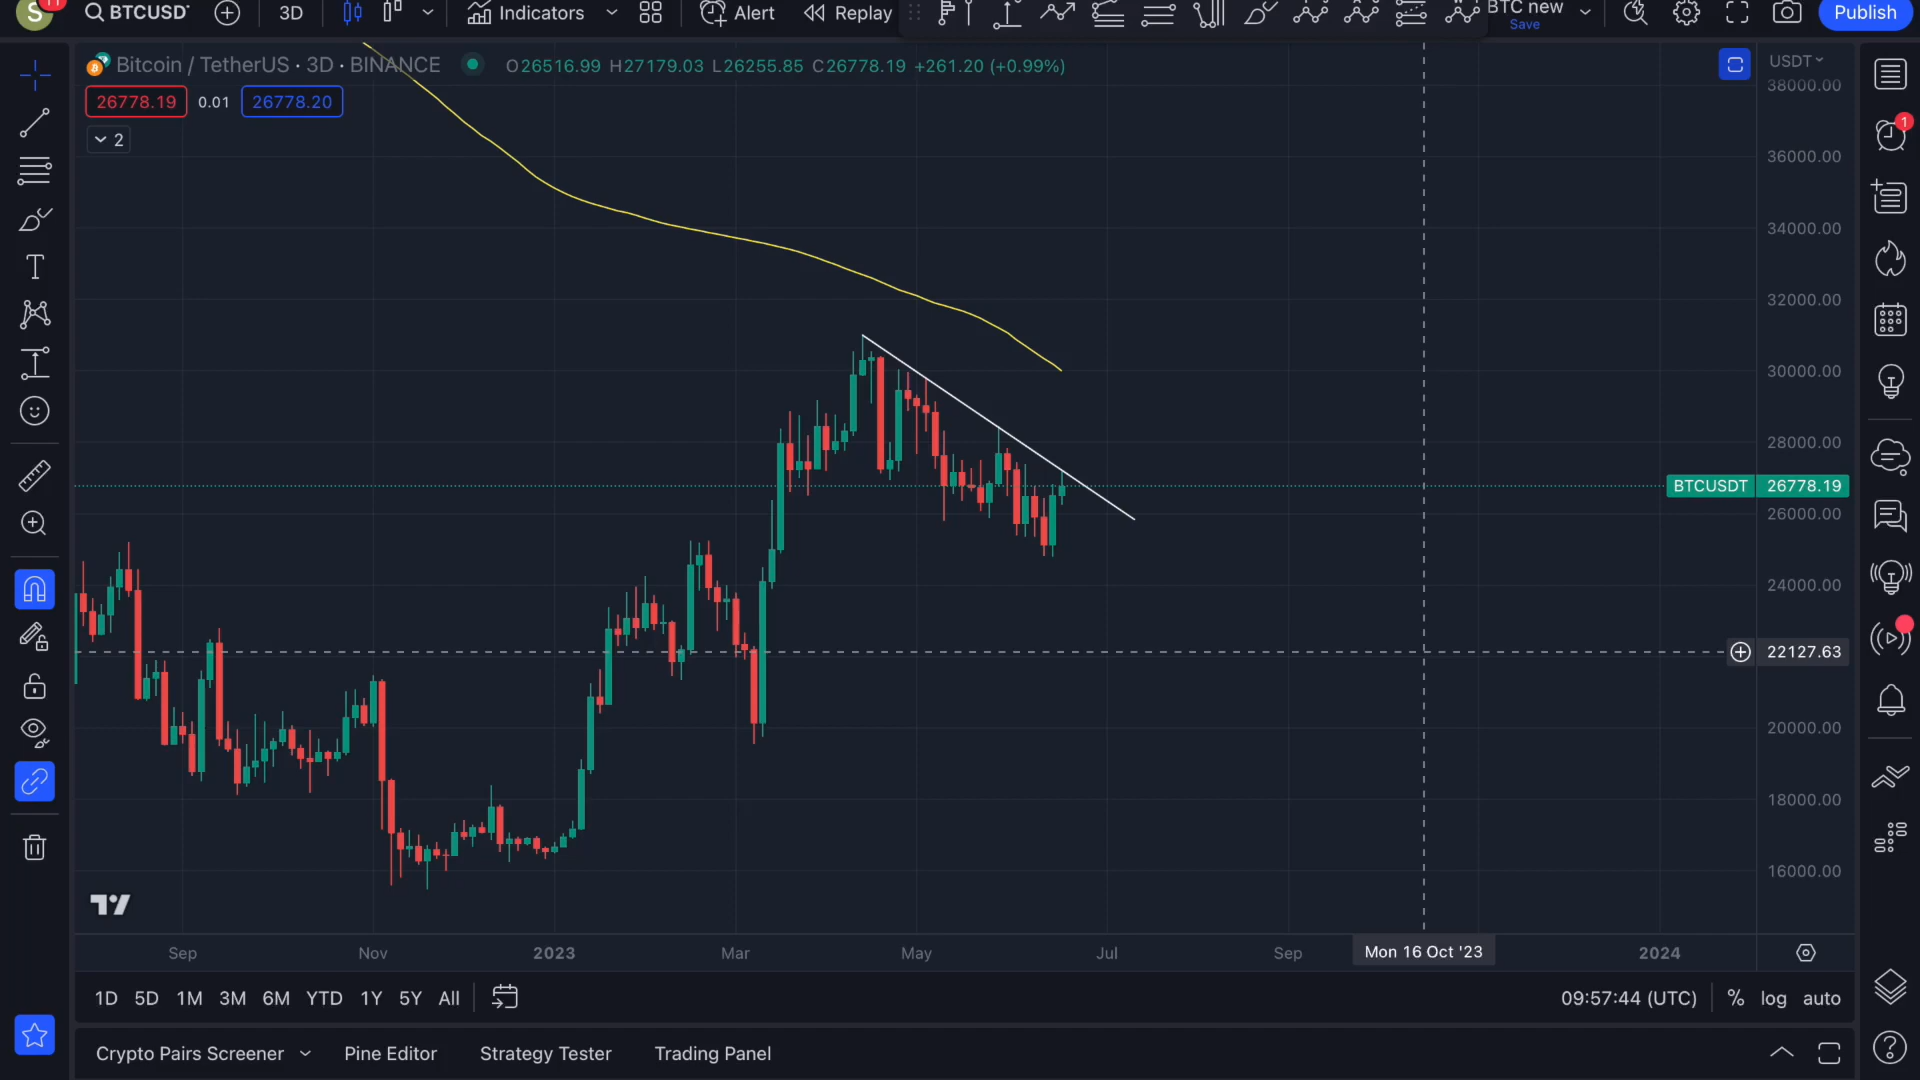 S 11 BTCUSDT 3D Indicators Alert Replay BTC new Save Publish
Bitcoin / TetherUS · 3D · BINANCE O26516.99 H27179.03 L26255.85 C26778.19 +261.20 (+0.99%) USDT
26778.19 0.01 26778.20
2
38000.00
36000.00
34000.00
32000.00
30000.00
28000.00
BTCUSDT 26778.19
26000.00
24000.00
22127.63
20000.00
18000.00
16000.00
Sep Nov 2023 Mar May Jul Sep Mon 16 Oct '23 2024
1D 5D 1M 3M 6M YTD 1Y 5Y All 09:57:44 (UTC) % log auto
Crypto Pairs Screener Pine Editor Strategy Tester Trading Panel
1